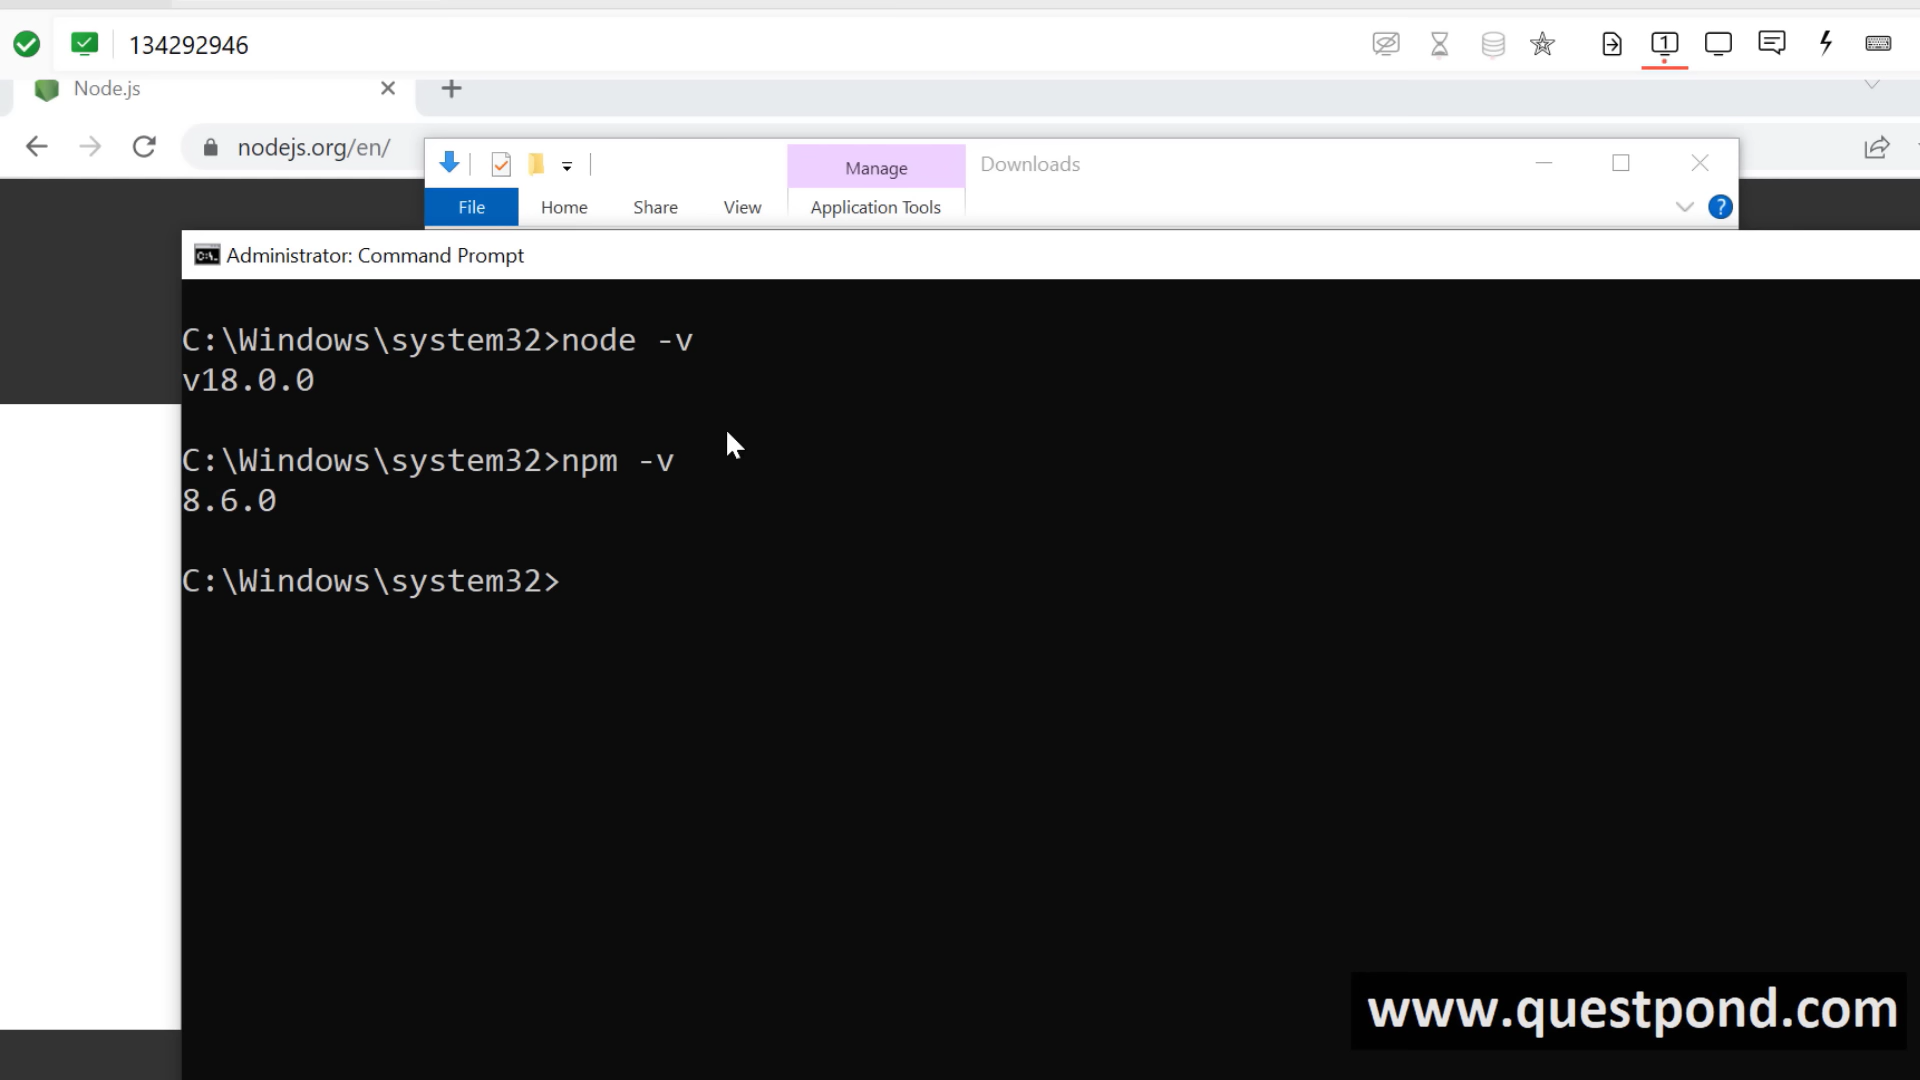 134292946
1
Node.js
nodejs.org/en/
Manage
Downloads
File
Home
Share
View
Application Tools
?
C:\. Administrator: Command Prompt
C:\Windows\system32>node -v
v18.0.0
C:\Windows\system32>npm -v
8.6.0
C:\Windows\system32>
www.questpond.com